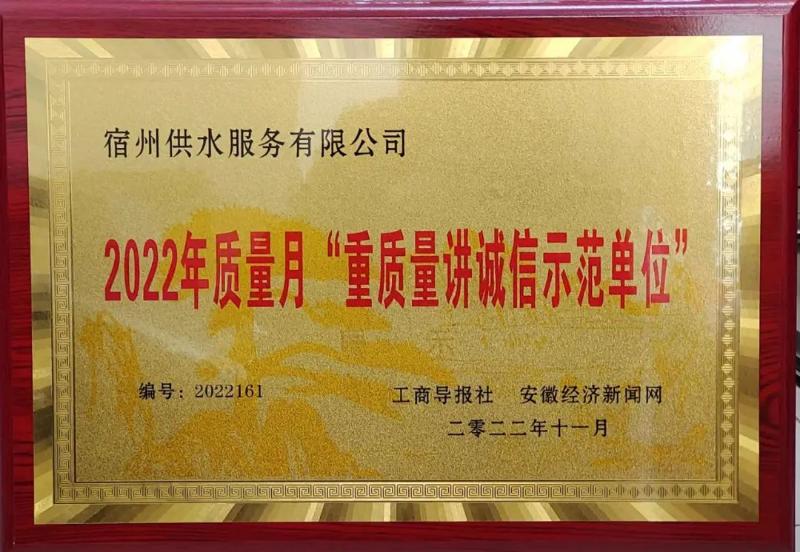 宿州供水服务有限公司
2022年质量月“重质量讲诚信示范单位”
编号：2022161
工商导报社 安徽经济新闻网
二零二二年十一月